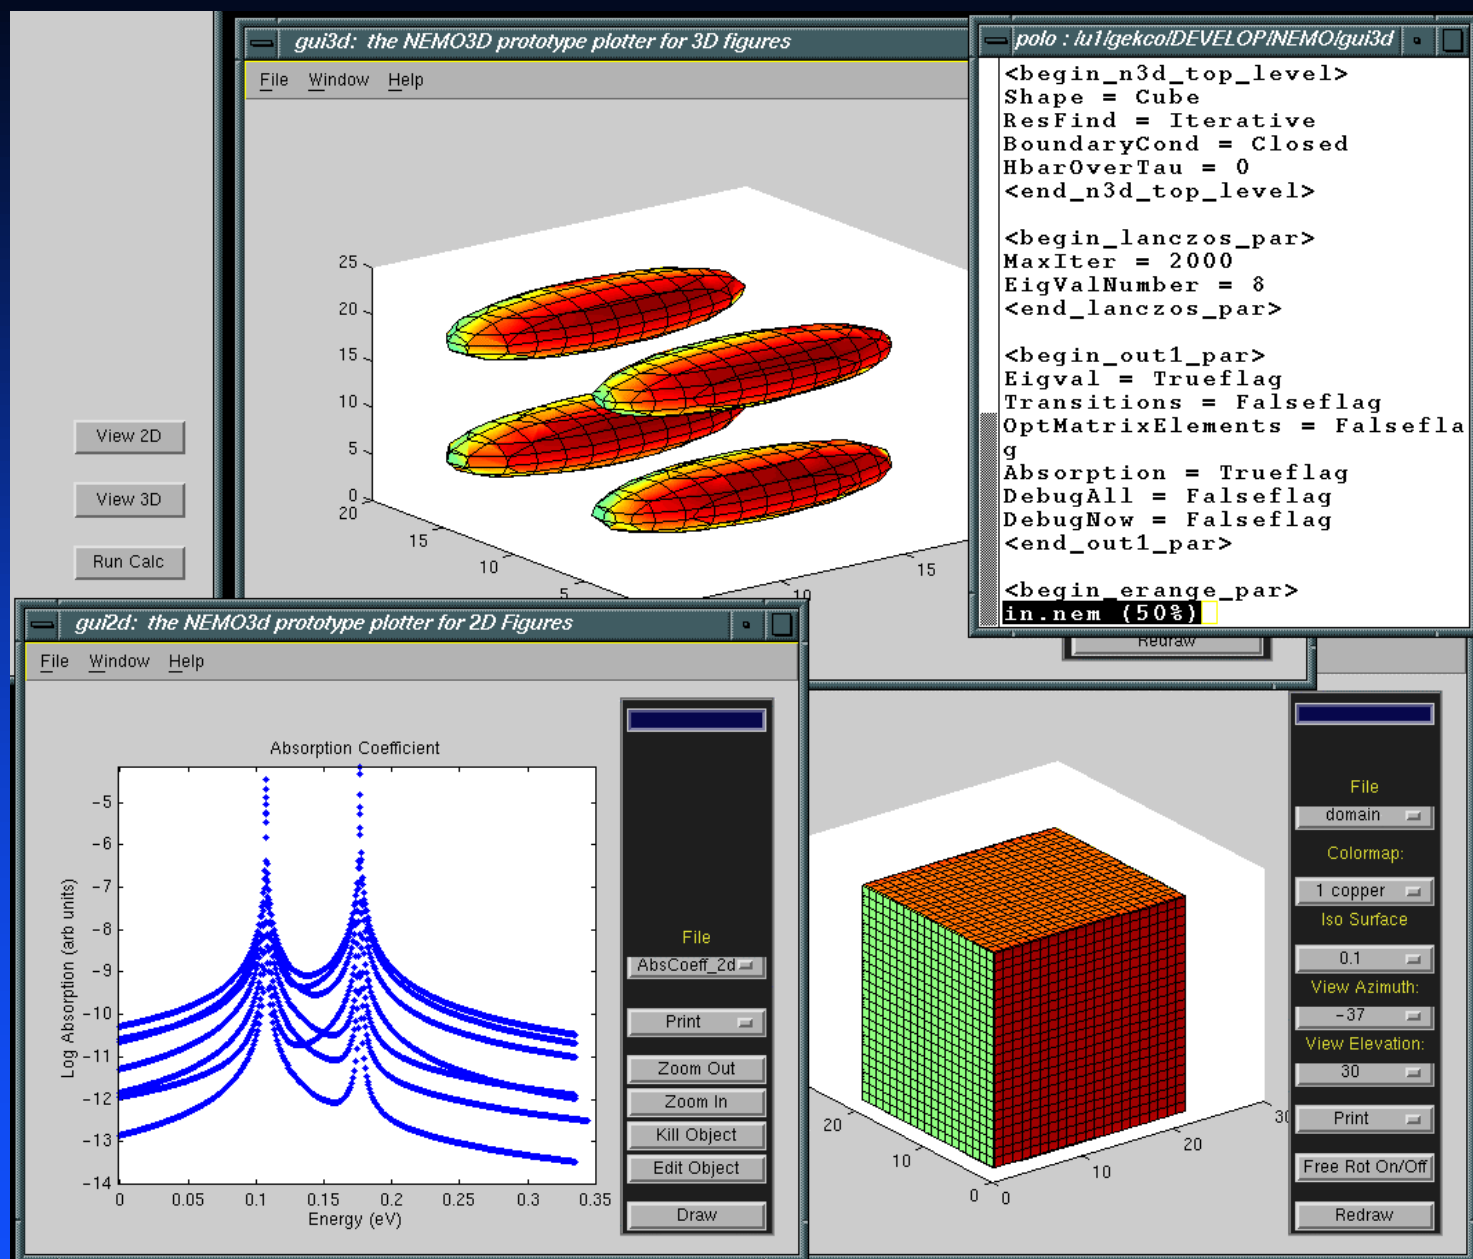 gui3d: the NEMO3D prototype plotter for 3D figures
File Window Help
25
20
15
10
5
0
20
15
10
5
10
15
View 2D
View 3D
Run Calc
polo : /u1/gekco/DEVELOP/NEMO/gui3d
<begin_n3d_top_level>
Shape = Cube
ResFind = Iterative
BoundaryCond = Closed
HbarOverTau = 0
<end_n3d_top_level>
<begin_lanczos_par>
MaxIter = 2000
EigValNumber = 8
<end_lanczos_par>
<begin_out1_par>
Eigval = Trueflag
Transitions = Falseflag
OptMatrixElements = Falsefla
g
Absorption = Trueflag
DebugAll = Falseflag
DebugNow = Falseflag
<end_out1_par>
<begin_erange_par>
in.nem (50%)
Redraw
gui2d: the NEMO3d prototype plotter for 2D Figures
File Window Help
Absorption Coefficient
Log Absorption (arb units)
-5
-6
-7
-8
-9
-10
-11
-12
-13
-14
0 0.05 0.1 0.15 0.2 0.25 0.3 0.35
Energy (eV)
File
AbsCoeff_2d
Print
Zoom Out
Zoom In
Kill Object
Edit Object
Draw
20
10
0
0
10
20
30
File
domain
Colormap:
1 copper
Iso Surface
0.1
View Azimuth:
-37
View Elevation:
30
Print
Free Rot On/Off
Redraw